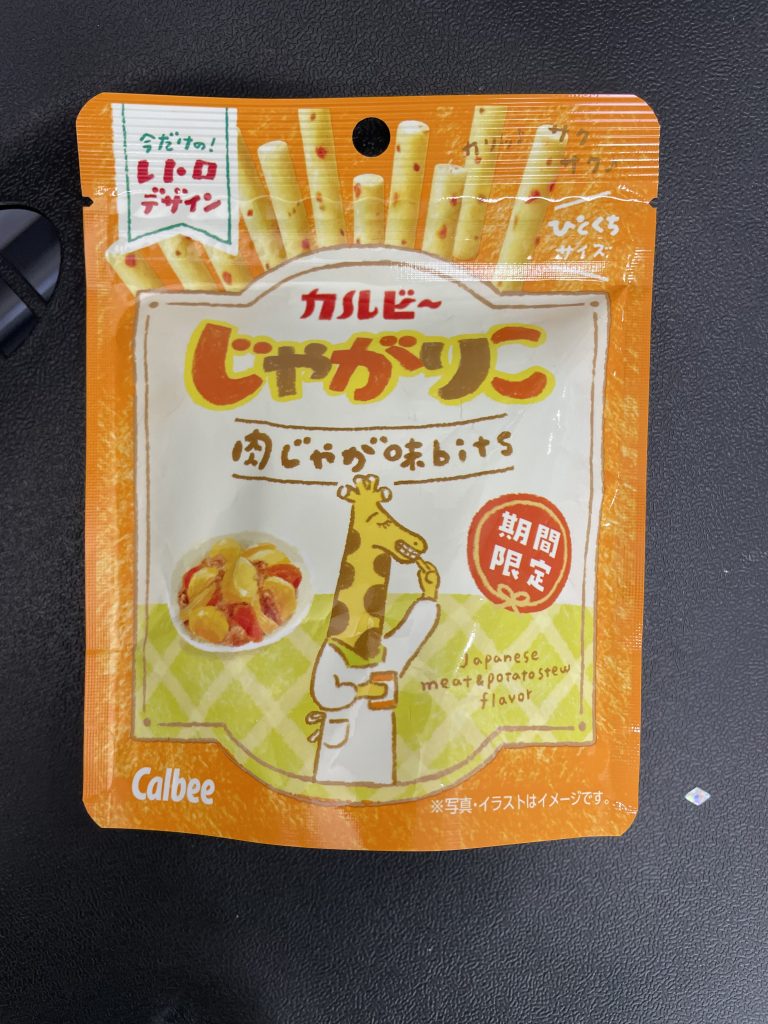 今だけの!
レトロ
デザイン
カリッ♪
サク
サクッ
ひとくち
サイズ
カルビ～
じゃがりこ
肉じゃが味bits
期間
限定
Japanese
meat&potato stew
flavor
Calbee
※写真・イラストはイメージです。